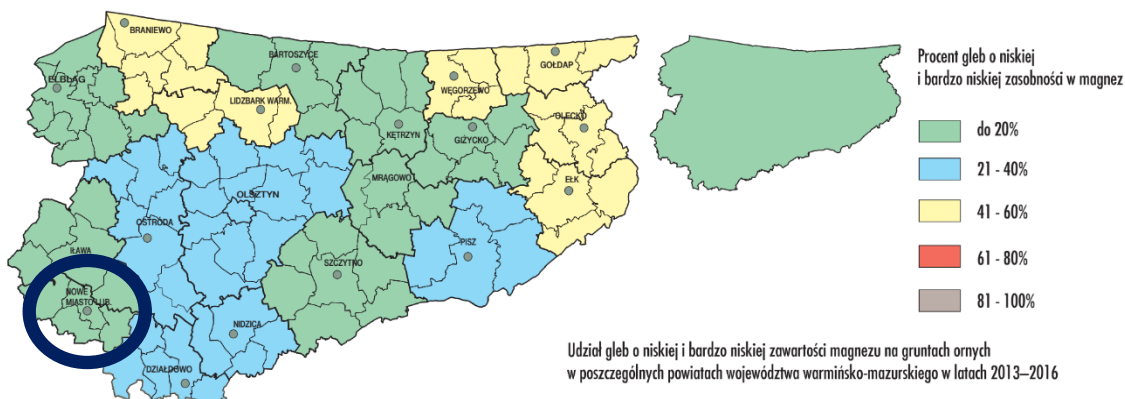 BRANIEWO
GOŁDAP
BARTOSZYCE
ELBLĄG
WĘGORZEWO
LIDZBARK WARM.
OLECKO
KĘTRZYN
GIŻYCKO
MRĄGOWO
EŁK
OLSZTYN
OSTRÓDA
PISZ
IŁAWA
SZCZYTNO
NOWE
MIASTO LUB.
NIDZICA
DZIAŁDOWO
Procent gleb o niskiej
i bardzo niskiej zasobności w magnez
do 20%
21 - 40%
41 - 60%
61 - 80%
81 - 100%
Udział gleb o niskiej i bardzo niskiej zawartości magnezu na gruntach ornych
w poszczególnych powiatach województwa warmińsko-mazurskiego w latach 2013–2016